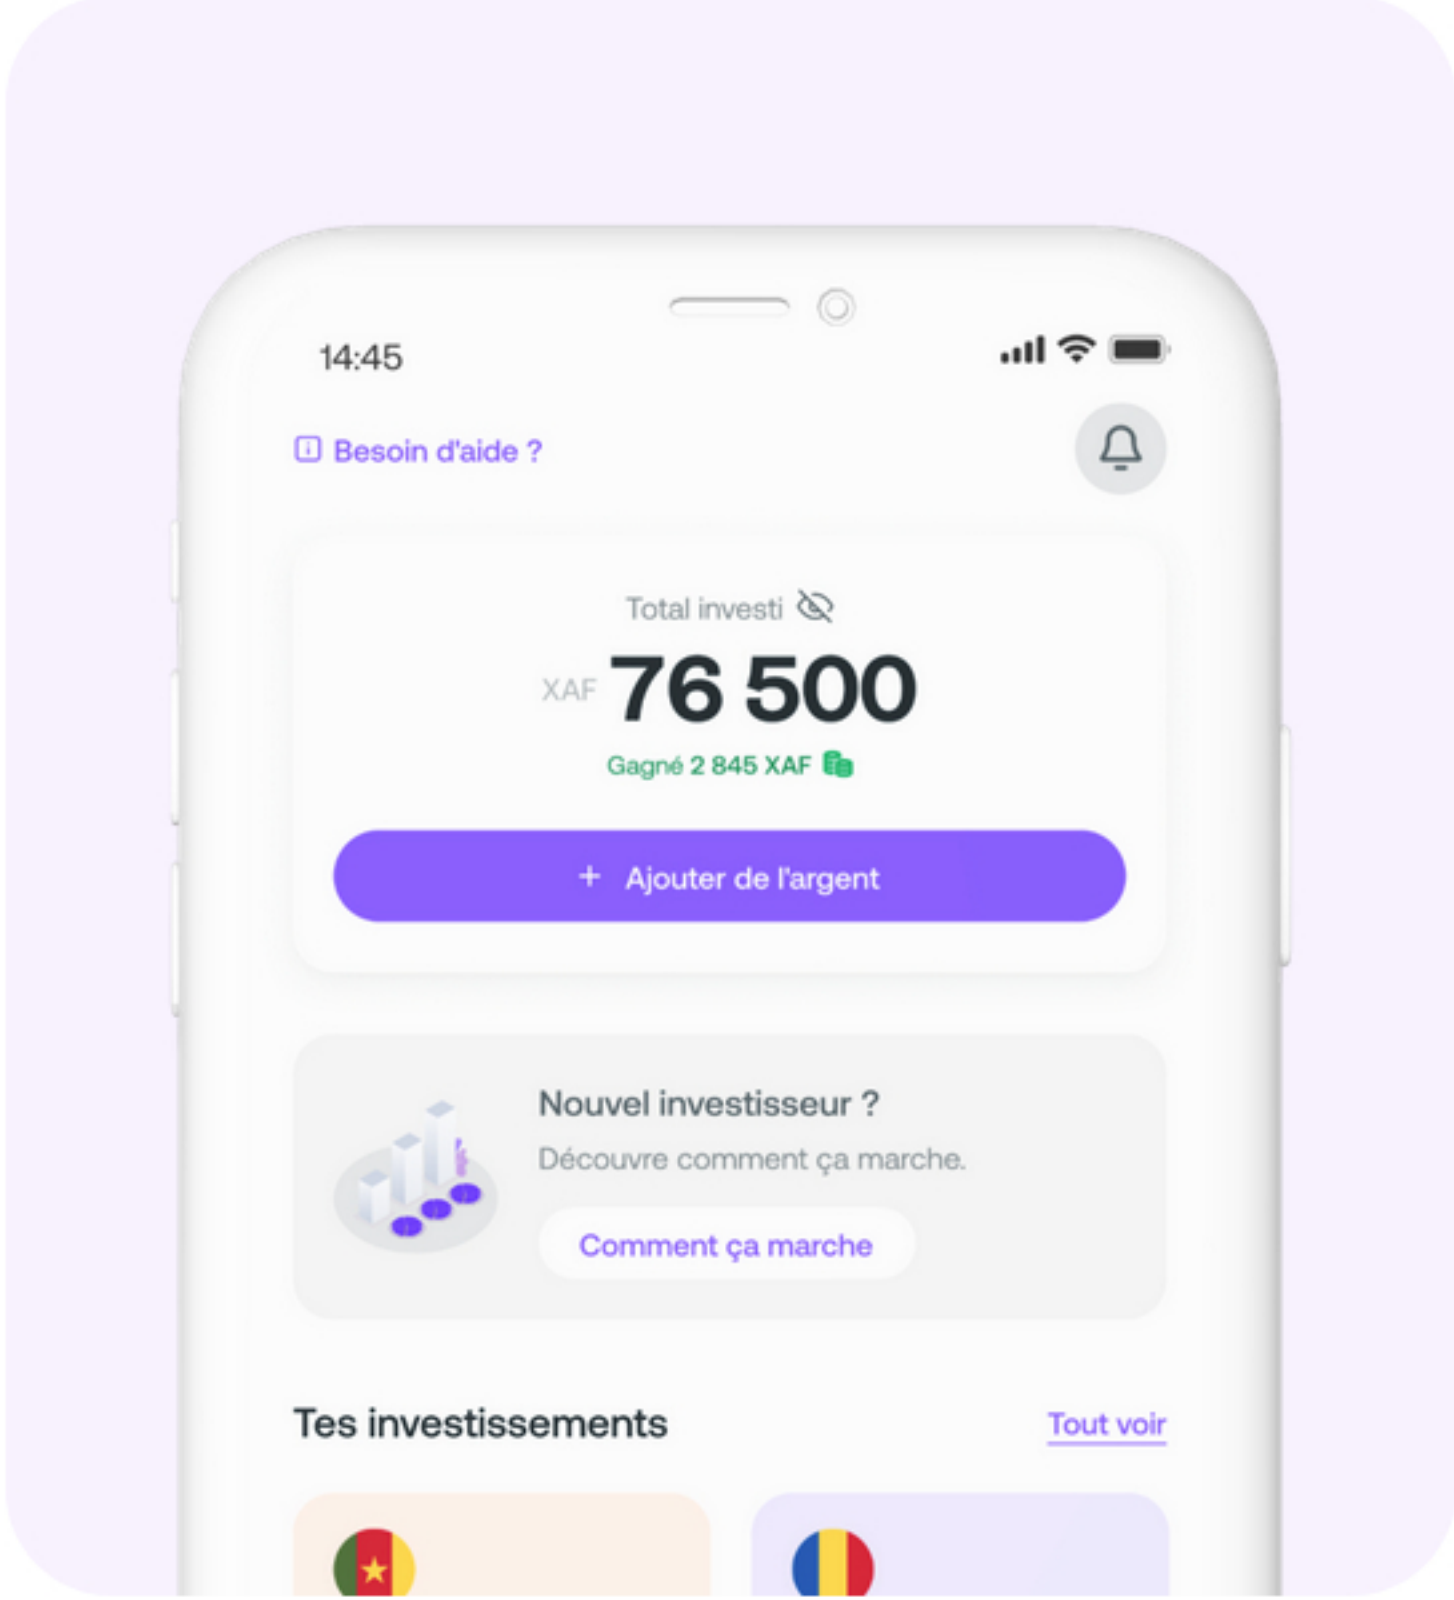 14:45
Besoin d'aide ?
Total investi
XAF 76 500
Gagné 2 845 XAF
+ Ajouter de l'argent
Nouvel investisseur ?
Découvre comment ça marche.
Comment ça marche
Tes investissements
Tout voir